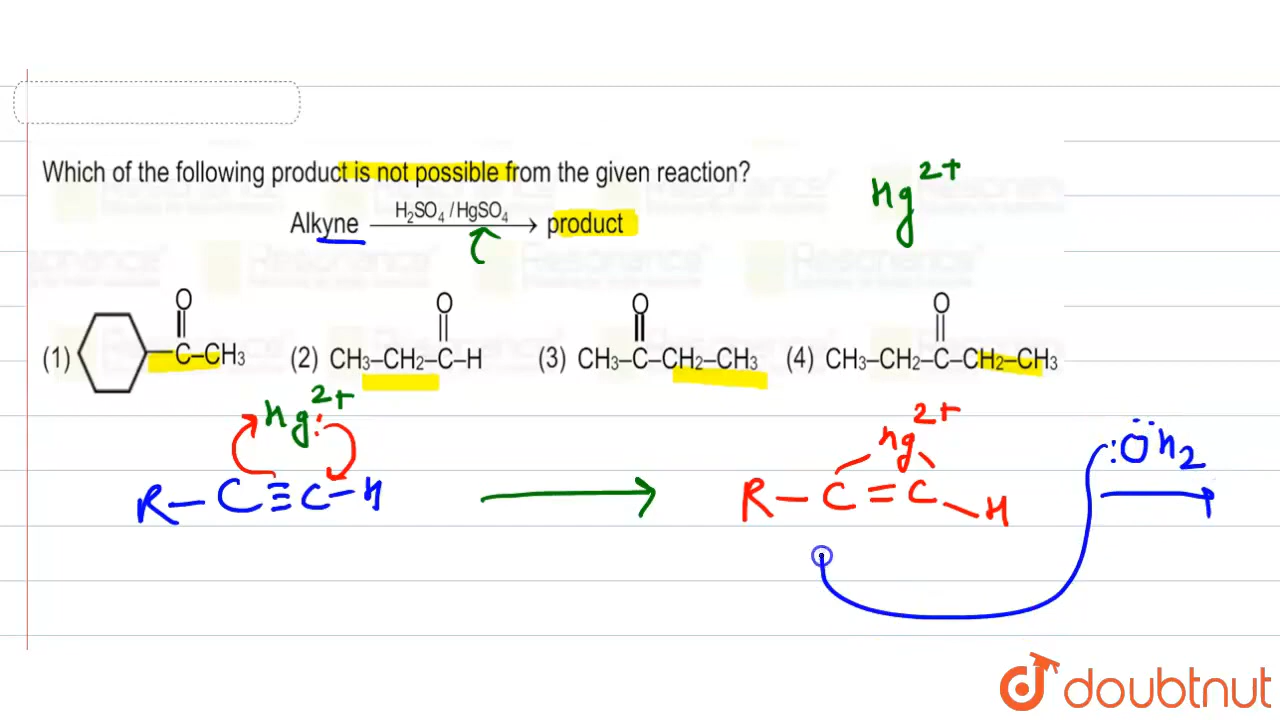 Which of the following product is not possible from the given reaction?
Alkyne H₂SO₄ / HgSO₄ → product
Hg²⁺
(1) O C–CH₃ (2) CH₃–CH₂–C–H O (3) CH₃–C–CH₂–CH₃ O (4) CH₃–CH₂–C–CH₂–CH₃ O
Hg²⁺ :
R–C≡C–H
Hg²⁺
R–C=C–H
:ÖH₂
doubtnut